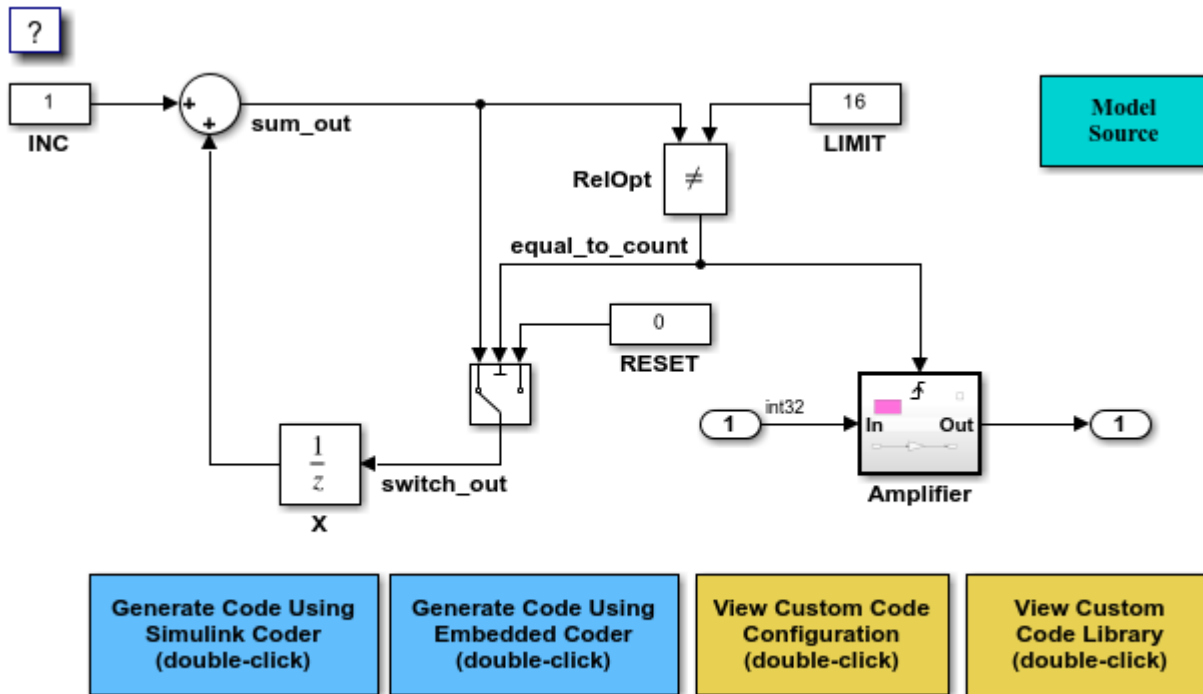 ?
1
INC
+
+
sum_out
16
LIMIT
Model
Source
RelOpt
≠
equal_to_count
0
RESET
1
int32
In
Out
1
Amplifier
1
z
X
switch_out
Generate Code Using
Simulink Coder
(double-click)
Generate Code Using
Embedded Coder
(double-click)
View Custom Code
Configuration
(double-click)
View Custom
Code Library
(double-click)